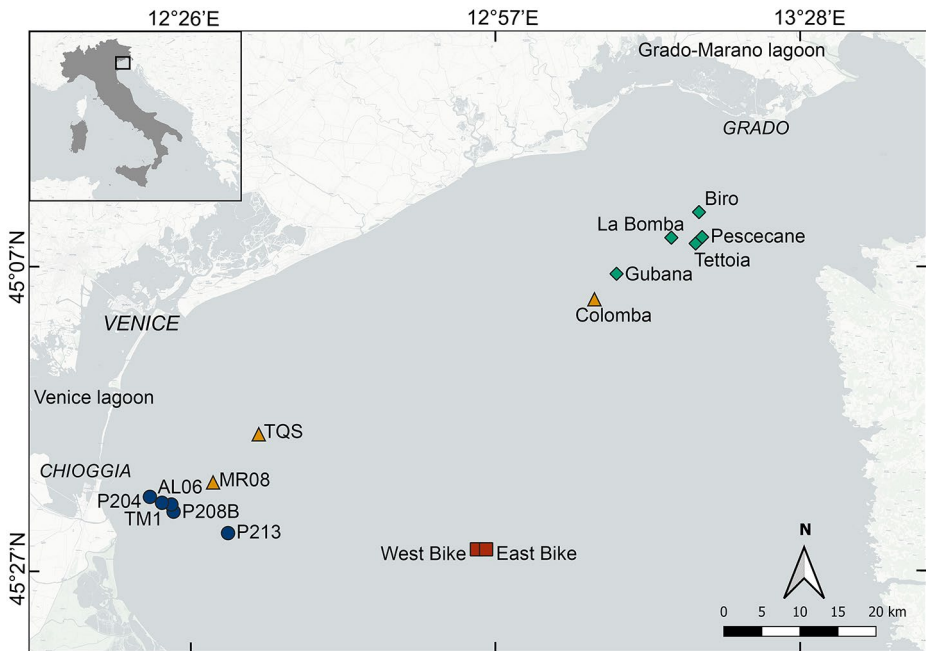 12°26’E 12°57’E 13°28’E
Grado-Marano lagoon
GRADO
Biro
La Bomba
Pescecane
Tettoia
45°07’N
Gubana
Colomba
VENICE
Venice lagoon
TQS
CHIOGGIA
MR08
AL06
P204
P208B
TM1
P213
West Bike East Bike
45°27’N
N
0 5 10 15 20 km